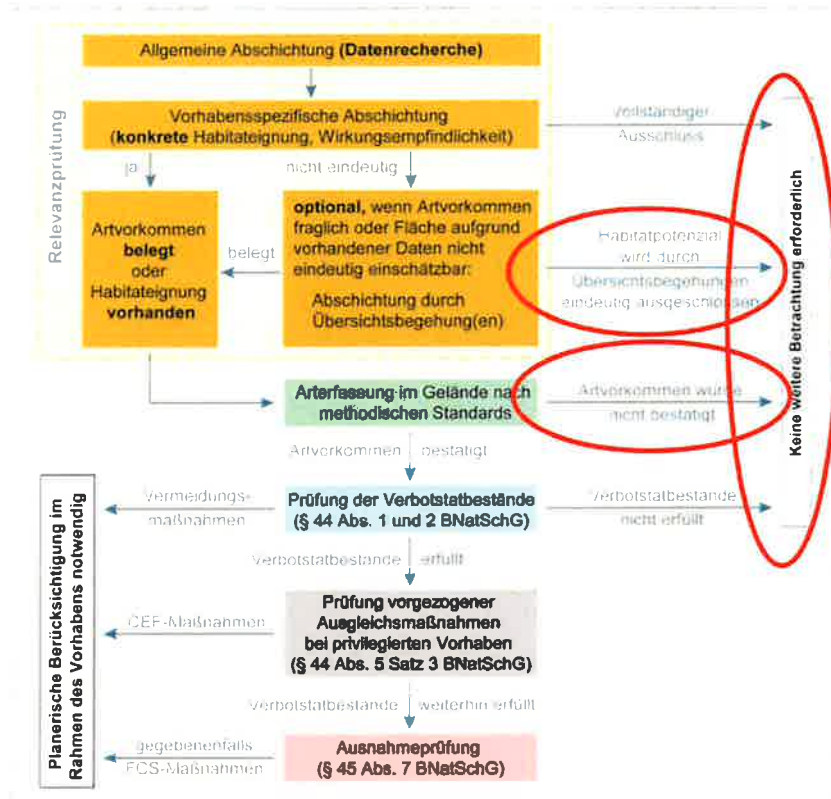 Allgemeine Abschichtung (Datenrecherche)
Relevanzprüfung
Vorhabensspezifische Abschichtung
(konkrete Habitateignung, Wirkungsempfindlichkeit)
Vollständiger
Ausschluss
ja
nicht eindeutig
Artvorkommen
belegt
oder
Habitateignung
vorhanden
belegt
optional, wenn Artvorkommen
fraglich oder Fläche aufgrund
vorhandener Daten nicht
eindeutig einschätzbar:
Abschichtung durch
Übersichtsbegehung(en)
Habitatpotenzial
wird durch
Übersichtsbegehungen
eindeutig ausgeschlossen
Keine weitere Betrachtung erforderlich
Arterfassung im Gelände nach
methodischen Standards
Artvorkommen wurde
nicht bestätigt
Artvorkommen bestätigt
Planerische Berücksichtigung im
Rahmen des Vorhabens notwendig
Vermeidungs-
maßnahmen
Prüfung der Verbotstatbestände
(§ 44 Abs. 1 und 2 BNatSchG)
Verbotstatbestände
nicht erfüllt
Verbotstatbestände erfüllt
CEF-Maßnahmen
Prüfung vorgezogener
Ausgleichsmaßnahmen
bei privilegierten Vorhaben
(§ 44 Abs. 5 Satz 3 BNatSchG)
Verbotstatbestände weiterhin erfüllt
gegebenenfalls
FCS-Maßnahmen
Ausnahmeprüfung
(§ 45 Abs. 7 BNatSchG)